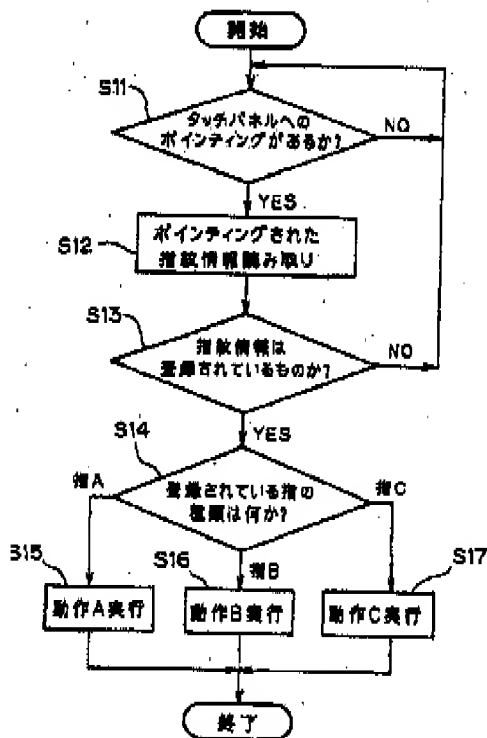 開始
S11
タッチパネルへの
ポインティングがあるか?
NO
YES
S12
ポインティングされた
指紋情報読み取り
S13
指紋情報は
登録されているものか?
NO
YES
S14
指A
登録されている指の
種類は何か?
指C
S15
S16
指B
S17
動作A実行
動作B実行
動作C実行
終了